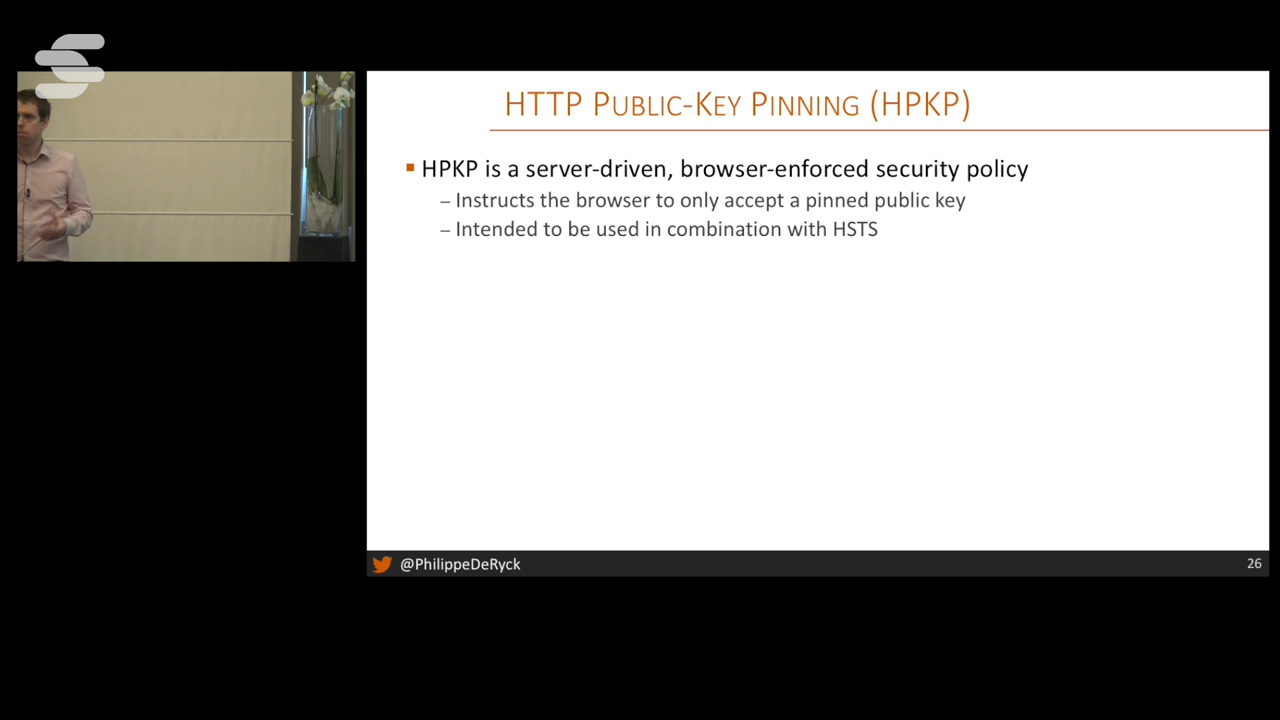 HTTP PUBLIC-KEY PINNING (HPKP)
▪ HPKP is a server-driven, browser-enforced security policy
– Instructs the browser to only accept a pinned public key
– Intended to be used in combination with HSTS
@PhilippeDeRyck
26